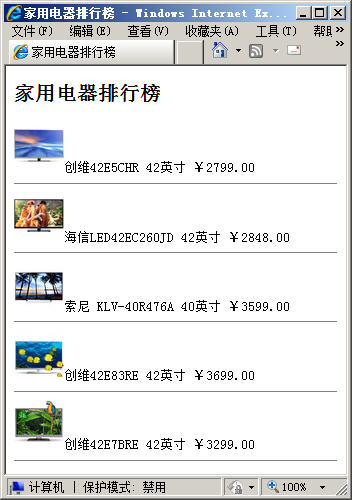 家用电器排行榜 - Windows Internet Ex...
文件(F) 编辑(E) 查看(V) 收藏夹(A) 工具(T) 帮助
家用电器排行榜
家用电器排行榜
创维42E5CHR 42英寸 ￥2799.00
海信LED42EC260JD 42英寸 ￥2848.00
索尼 KLV-40R476A 40英寸 ￥3599.00
创维42E83RE 42英寸 ￥3699.00
创维42E7BRE 42英寸 ￥3299.00
计算机 | 保护模式: 禁用 100%